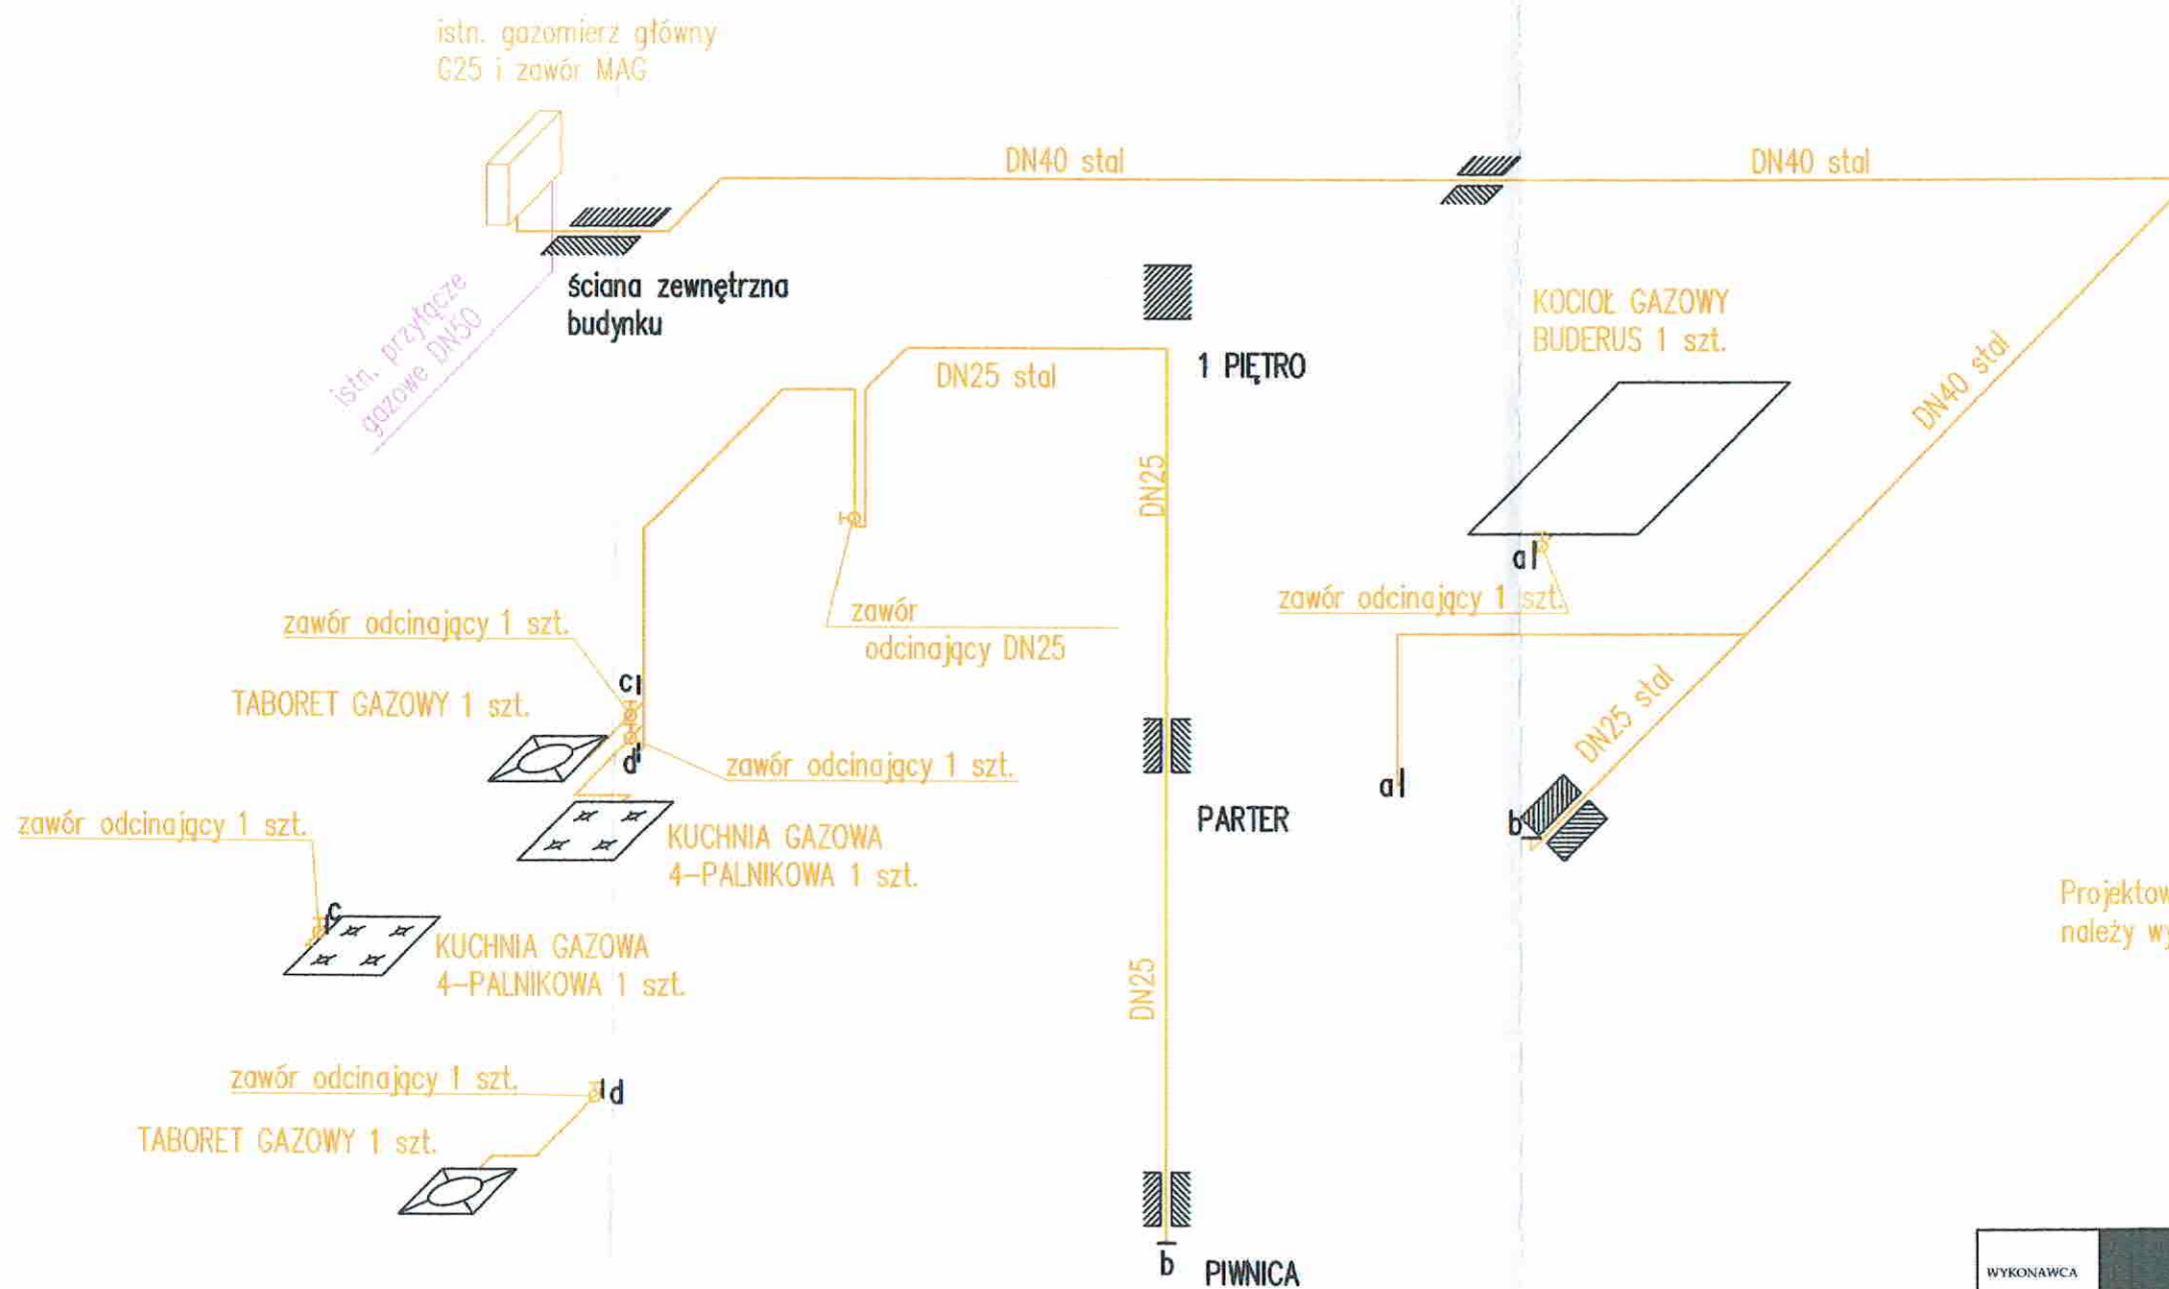 istn. gazomierz główny
G25 i zawór MAG
DN40 stal
DN40 stal
istn. przyłącze
gazowe DN50
ściana zewnętrzna
budynku
KOCIOŁ GAZOWY
BUDERUS 1 szt.
1 PIĘTRO
DN25 stal
DN40 stal
DN25
al
zawór odcinający 1 szt.
zawór odcinający 1 szt.
zawór
odcinający DN25
c
TABORET GAZOWY 1 szt.
DN25 stal
d
zawór odcinający 1 szt.
a
PARTER
b
zawór odcinający 1 szt.
KUCHNIA GAZOWA
4-PALNIKOWA 1 szt.
Projektow
należy wy
c
KUCHNIA GAZOWA
4-PALNIKOWA 1 szt.
DN25
zawór odcinający 1 szt.
d
TABORET GAZOWY 1 szt.
b
PIWNICA
WYKONAWCA